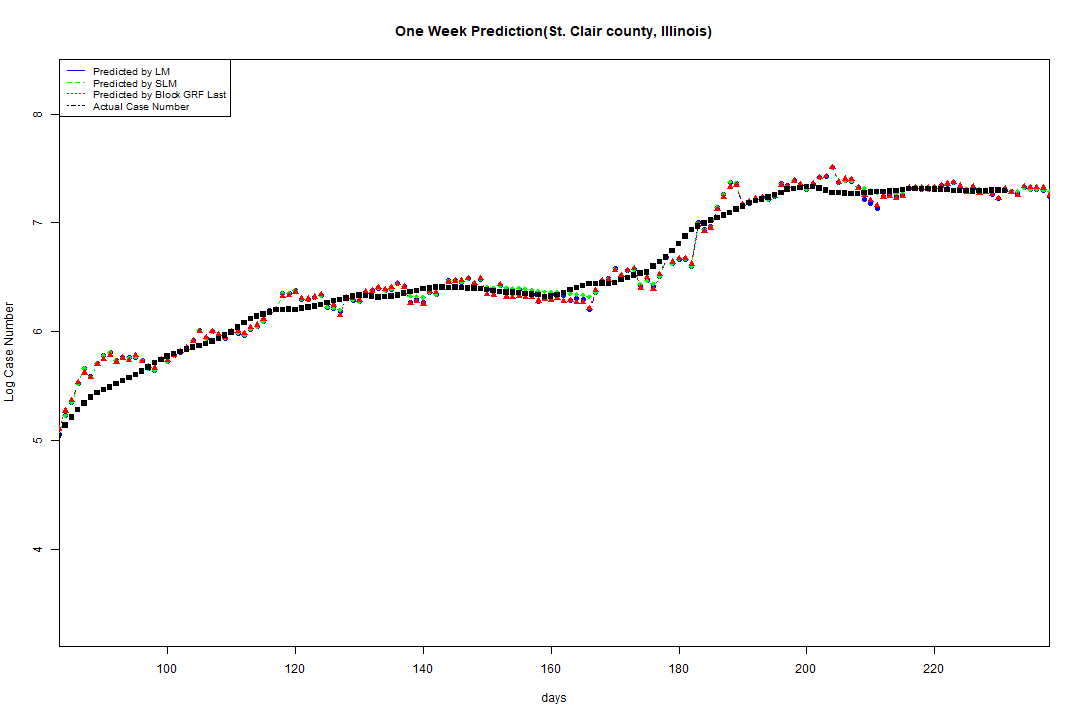 One Week Prediction(St. Clair county, Illinois)
Predicted by LM
Predicted by SLM
Predicted by Block GRF Last
Actual Case Number
8
7
6
5
4
Log Case Number
100 120 140 160 180 200 220
days